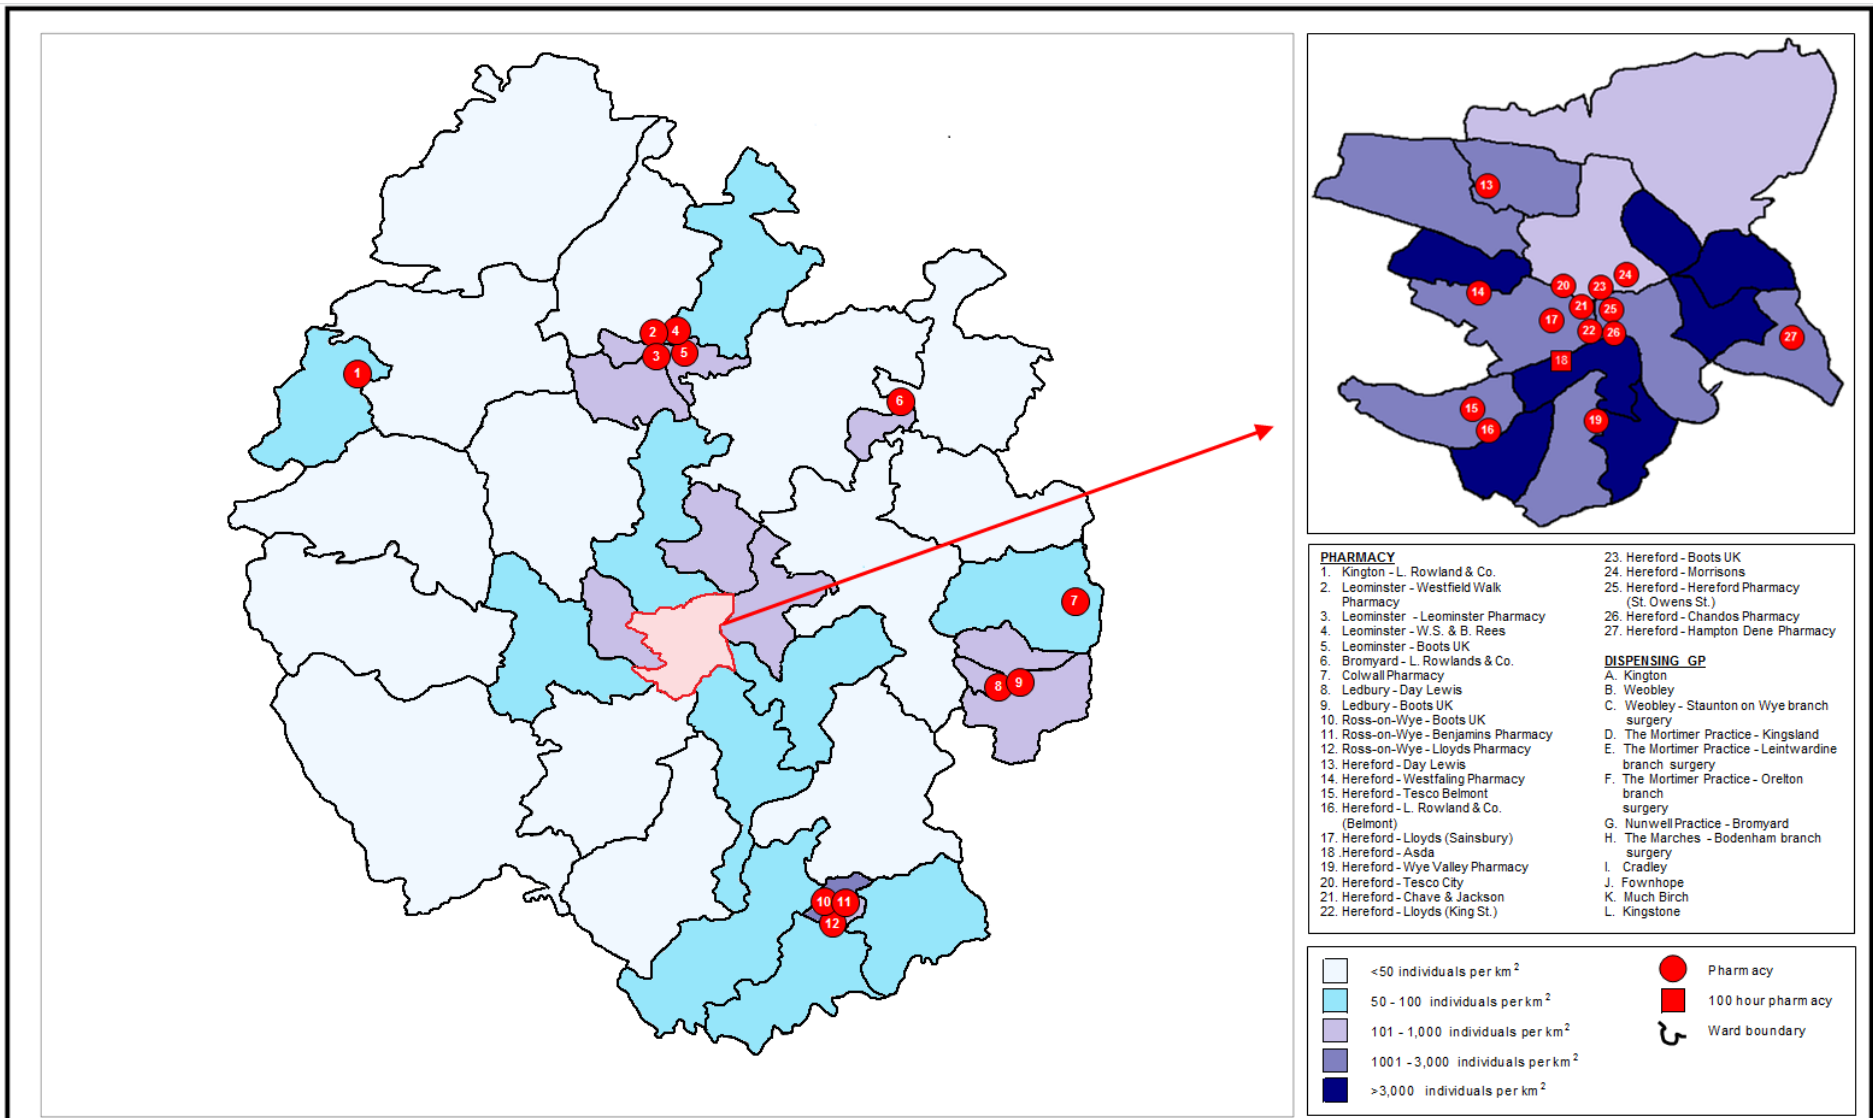 1
2
4
3
5
6
7
8
9
10
11
12
13
14
20
23
24
21
25
17
22
26
27
18
15
16
19
PHARMACY
1. Kington - L. Rowland & Co.
2. Leominster - Westfield Walk
Pharmacy
3. Leominster - Leominster Pharmacy
4. Leominster - W.S. & B. Rees
5. Leominster - Boots UK
6. Bromyard - L. Rowlands & Co.
7. Colwall Pharmacy
8. Ledbury - Day Lewis
9. Ledbury - Boots UK
10. Ross-on-Wye - Boots UK
11. Ross-on-Wye - Benjamins Pharmacy
12. Ross-on-Wye - Lloyds Pharmacy
13. Hereford - Day Lewis
14. Hereford - Westfaling Pharmacy
15. Hereford - Tesco Belmont
16. Hereford - L. Rowland & Co.
(Belmont)
17. Hereford - Lloyds (Sainsbury)
18 .Hereford - Asda
19. Hereford - Wye Valley Pharmacy
20. Hereford - Tesco City
21. Hereford - Chave & Jackson
22. Hereford - Lloyds (King St.)
23. Hereford - Boots UK
24. Hereford - Morrisons
25. Hereford - Hereford Pharmacy
(St. Owens St.)
26. Hereford - Chandos Pharmacy
27. Hereford - Hampton Dene Pharmacy
DISPENSING GP
A. Kington
B. Weobley
C. Weobley - Staunton on Wye branch
surgery
D. The Mortimer Practice - Kingsland
E. The Mortimer Practice - Leintwardine
branch surgery
F. The Mortimer Practice - Orelton
branch
surgery
G. Nunwell Practice - Bromyard
H. The Marches - Bodenham branch
surgery
I. Cradley
J. Fownhope
K. Much Birch
L. Kingstone
<50 individuals per km²
50 - 100 individuals per km²
101 - 1,000 individuals per km²
1001 - 3,000 individuals per km²
>3,000 individuals per km²
Pharmacy
100 hour pharmacy
Ward boundary